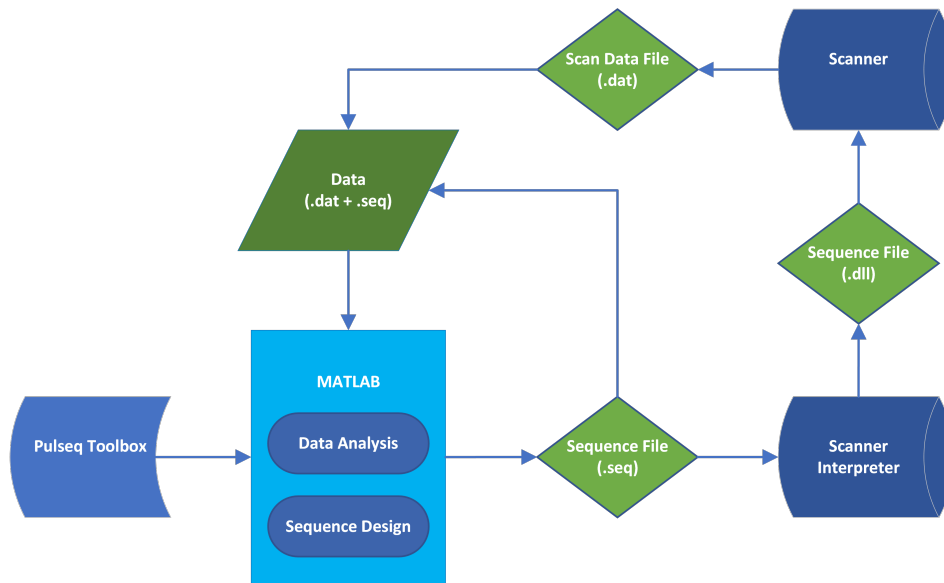 Scan Data File
(.dat)
Scanner
Data
(.dat + .seq)
Sequence File
(.dll)
MATLAB
Pulseq Toolbox
Data Analysis
Sequence Design
Sequence File
(.seq)
Scanner
Interpreter